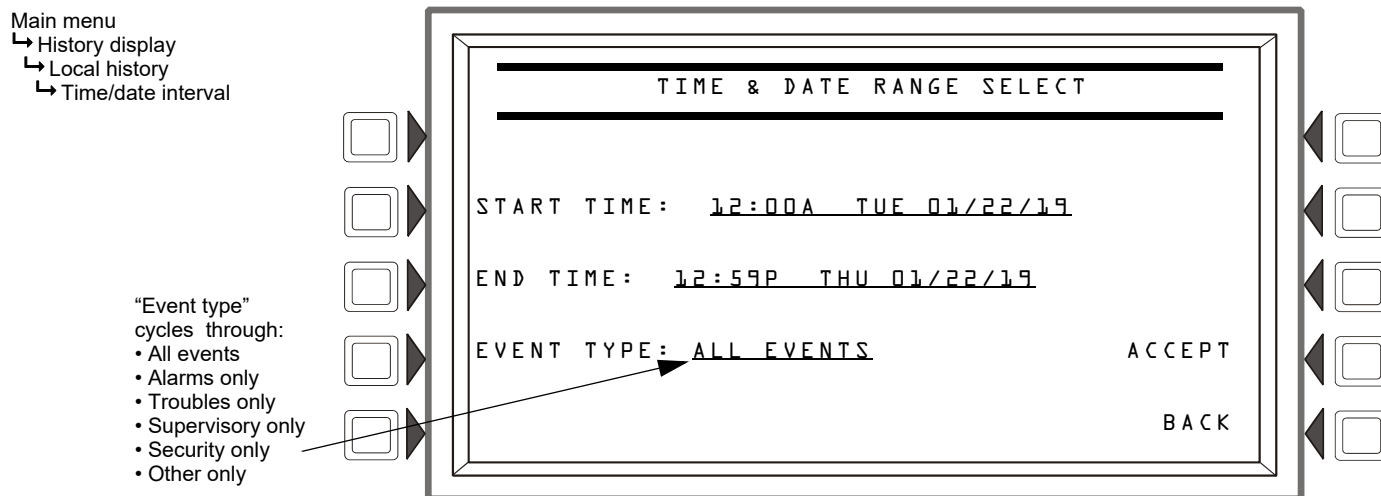 Main menu
History display
Local history
Time/date interval
TIME & DATE RANGE SELECT
START TIME: 12:00A TUE 01/22/19
END TIME: 12:59P THU 01/22/19
EVENT TYPE: ALL EVENTS
ACCEPT
BACK
“Event type”
cycles through:
• All events
• Alarms only
• Troubles only
• Supervisory only
• Security only
• Other only